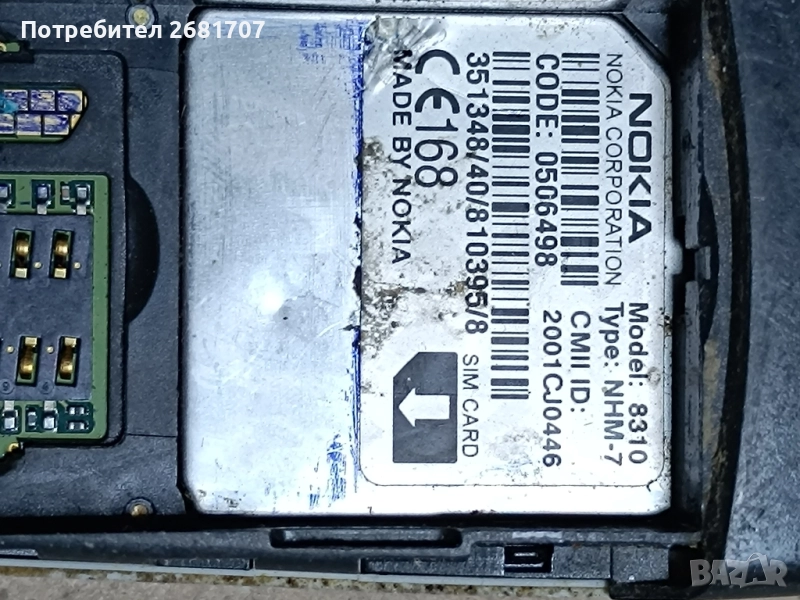 Потребител 2681707
NOKIA
NOKIA CORPORATION
Model: 8310
Type: NHM-7
CODE: 0506498
CMII ID:
2001CJ0446
351348/40/810395/8
CE168
MADE BY NOKIA
SIM CARD
BAZAR